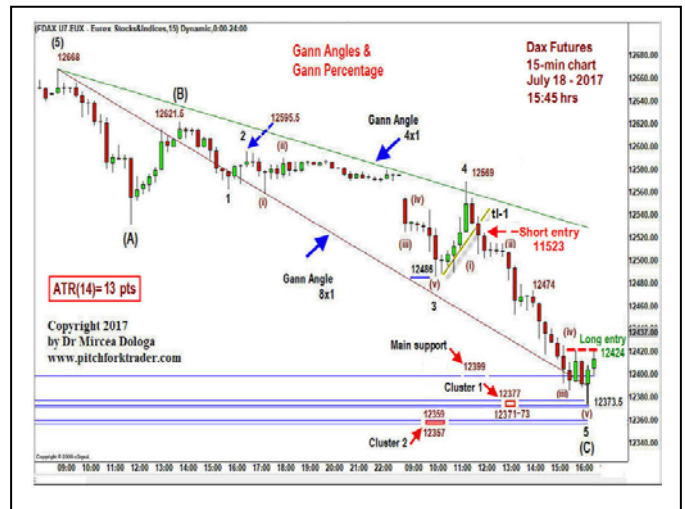 (FDAX U7.EUX - Eurex Stocks&Indices,15) Dynamic,0:00-24:00
(5)
12668
Gann Angles &
Gann Percentage
Dax Futures
15-min chart
July 18 - 2017
15:45 hrs
(B)
12621.5
12595.5
2
(ii)
Gann Angle
4x1
4
12569
1
(i)
(A)
(iv)
tl-1
Short entry
11523
(iii)
(ii)
(i)
12486
(v)
3
Gann Angle
8x1
12474
ATR(14)= 13 pts
Copyright 2017
by Dr Mircea Dologa
www.pitchforktrader.com
(iv)
Long entry
12424
Main support
12399
Cluster 1
12377
12371-73
(iii)
12373.5
(v)
5
(C)
12359
12357
Cluster 2
12680.00
12660.00
12640.00
12620.00
12600.00
12580.00
12560.00
12540.00
12520.00
12500.00
12480.00
12460.00
12437.00
12420.00
12400.00
12380.00
12360.00
12340.00
09:00 10:00 11:00 12:00 13:00 14:00 15:00 16:00 17:00 18:00 19:00 20:00 21:00 22:00 09:00 10:00 11:00 12:00 13:00 14:00 15:00 16:00